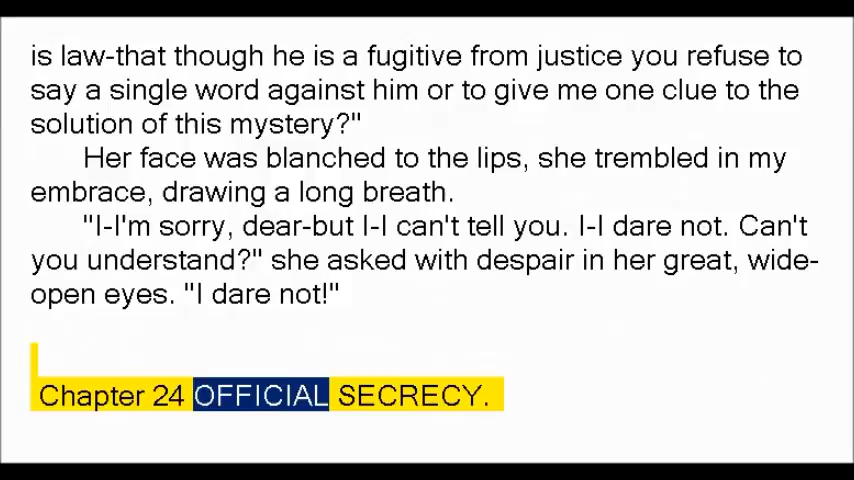 is law-that though he is a fugitive from justice you refuse to
say a single word against him or to give me one clue to the
solution of this mystery?"
Her face was blanched to the lips, she trembled in my
embrace, drawing a long breath.
"I-I'm sorry, dear-but I-I can't tell you. I-I dare not. Can't
you understand?" she asked with despair in her great, wide-
open eyes. "I dare not!"
Chapter 24 OFFICIAL SECRECY.